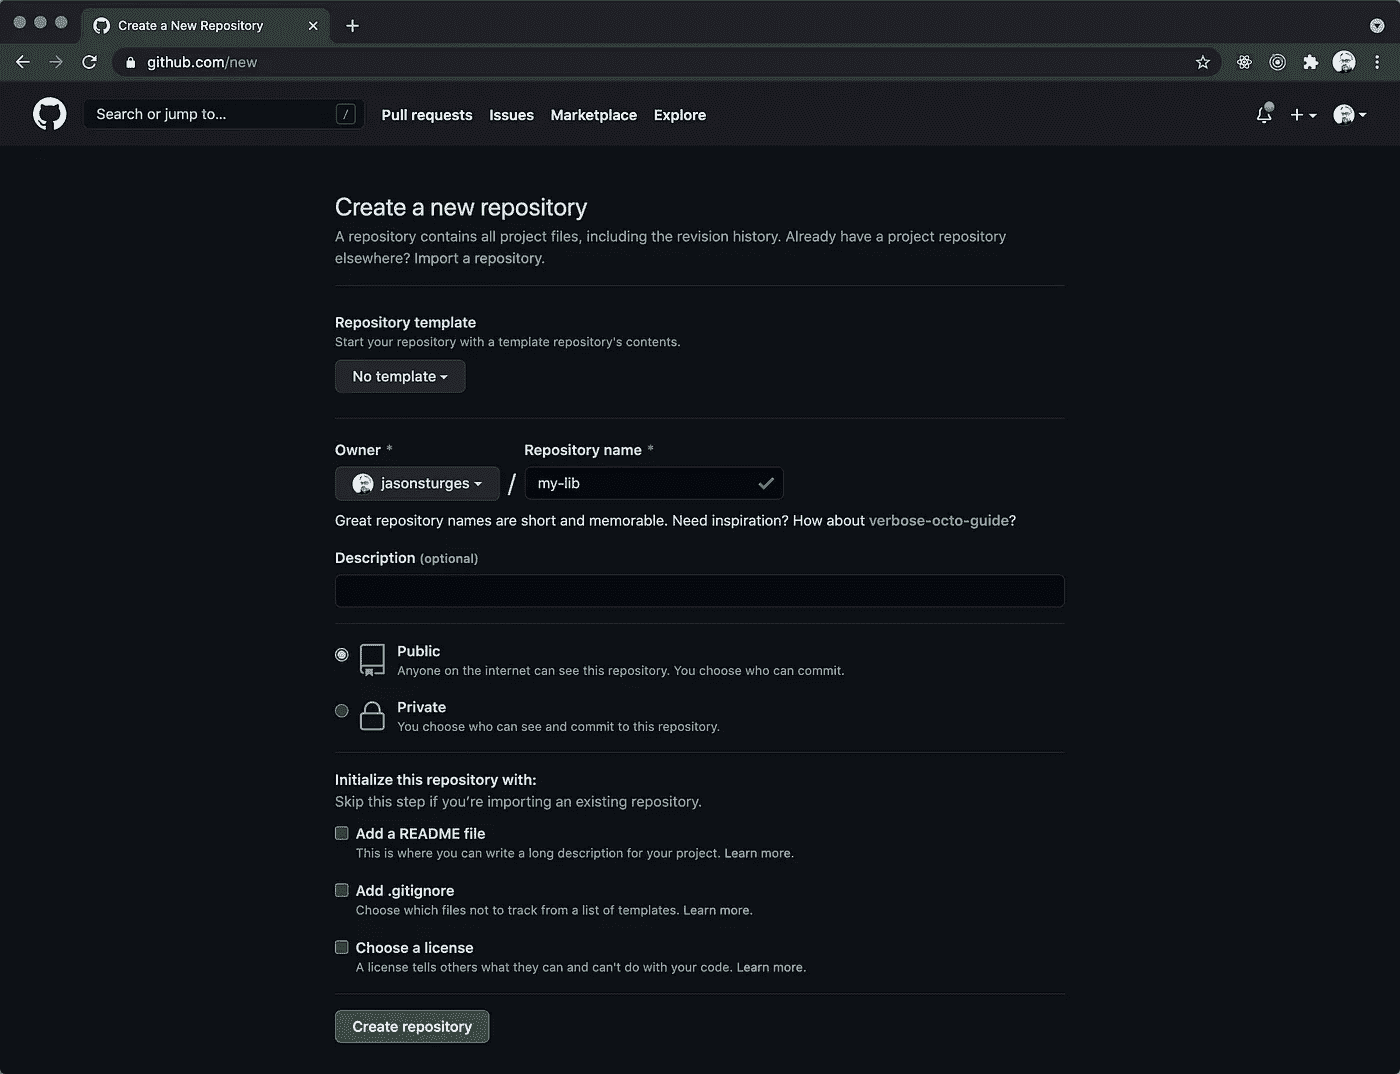 Create a New Repository
github.com/new
Search or jump to... /
Pull requests Issues Marketplace Explore
Create a new repository
A repository contains all project files, including the revision history. Already have a project repository
elsewhere? Import a repository.
Repository template
Start your repository with a template repository's contents.
No template
Owner * Repository name *
jasonsturges / my-lib
Great repository names are short and memorable. Need inspiration? How about verbose-octo-guide?
Description (optional)
Public
Anyone on the internet can see this repository. You choose who can commit.
Private
You choose who can see and commit to this repository.
Initialize this repository with:
Skip this step if you’re importing an existing repository.
Add a README file
This is where you can write a long description for your project. Learn more.
Add .gitignore
Choose which files not to track from a list of templates. Learn more.
Choose a license
A license tells others what they can and can't do with your code. Learn more.
Create repository